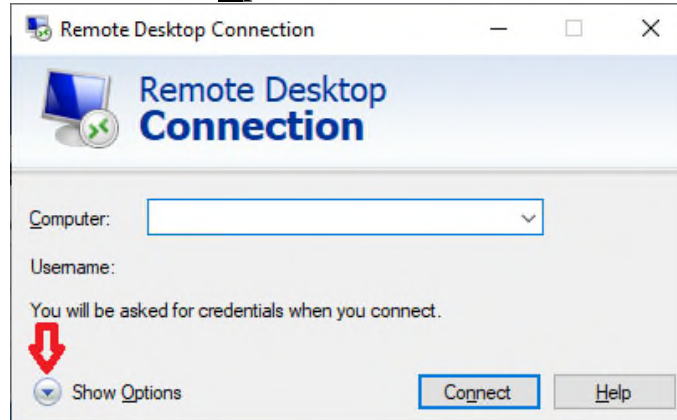 Remote Desktop Connection
Remote Desktop
Connection
Computer:
Username:
You will be asked for credentials when you connect.
Show Options
Connect
Help